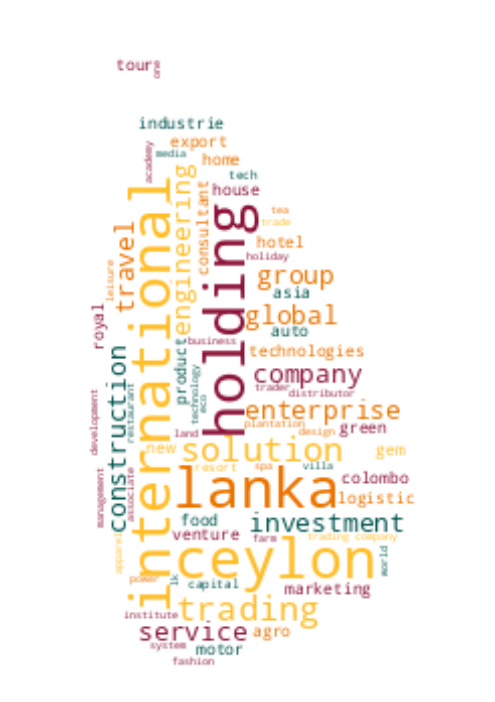 tour
one
industrie
export
media
academy
home
tech
house
consultant
engineering
international
holding
tea
trade
hotel
holiday
travel
leisure
group
asia
global
auto
royal
business
technologies
product
construction
company
technology
eco
trader
distributor
restaurant
development
enterprise
plantation
design
green
land
new
solution
gem
resort
spa
villa
management
associate
lanka
colombo
logistic
food
investment
venture
farm
trading company
apparel
ceylon
world
power
lk
capital
marketing
trading
institute
service
agro
system
motor
fashion